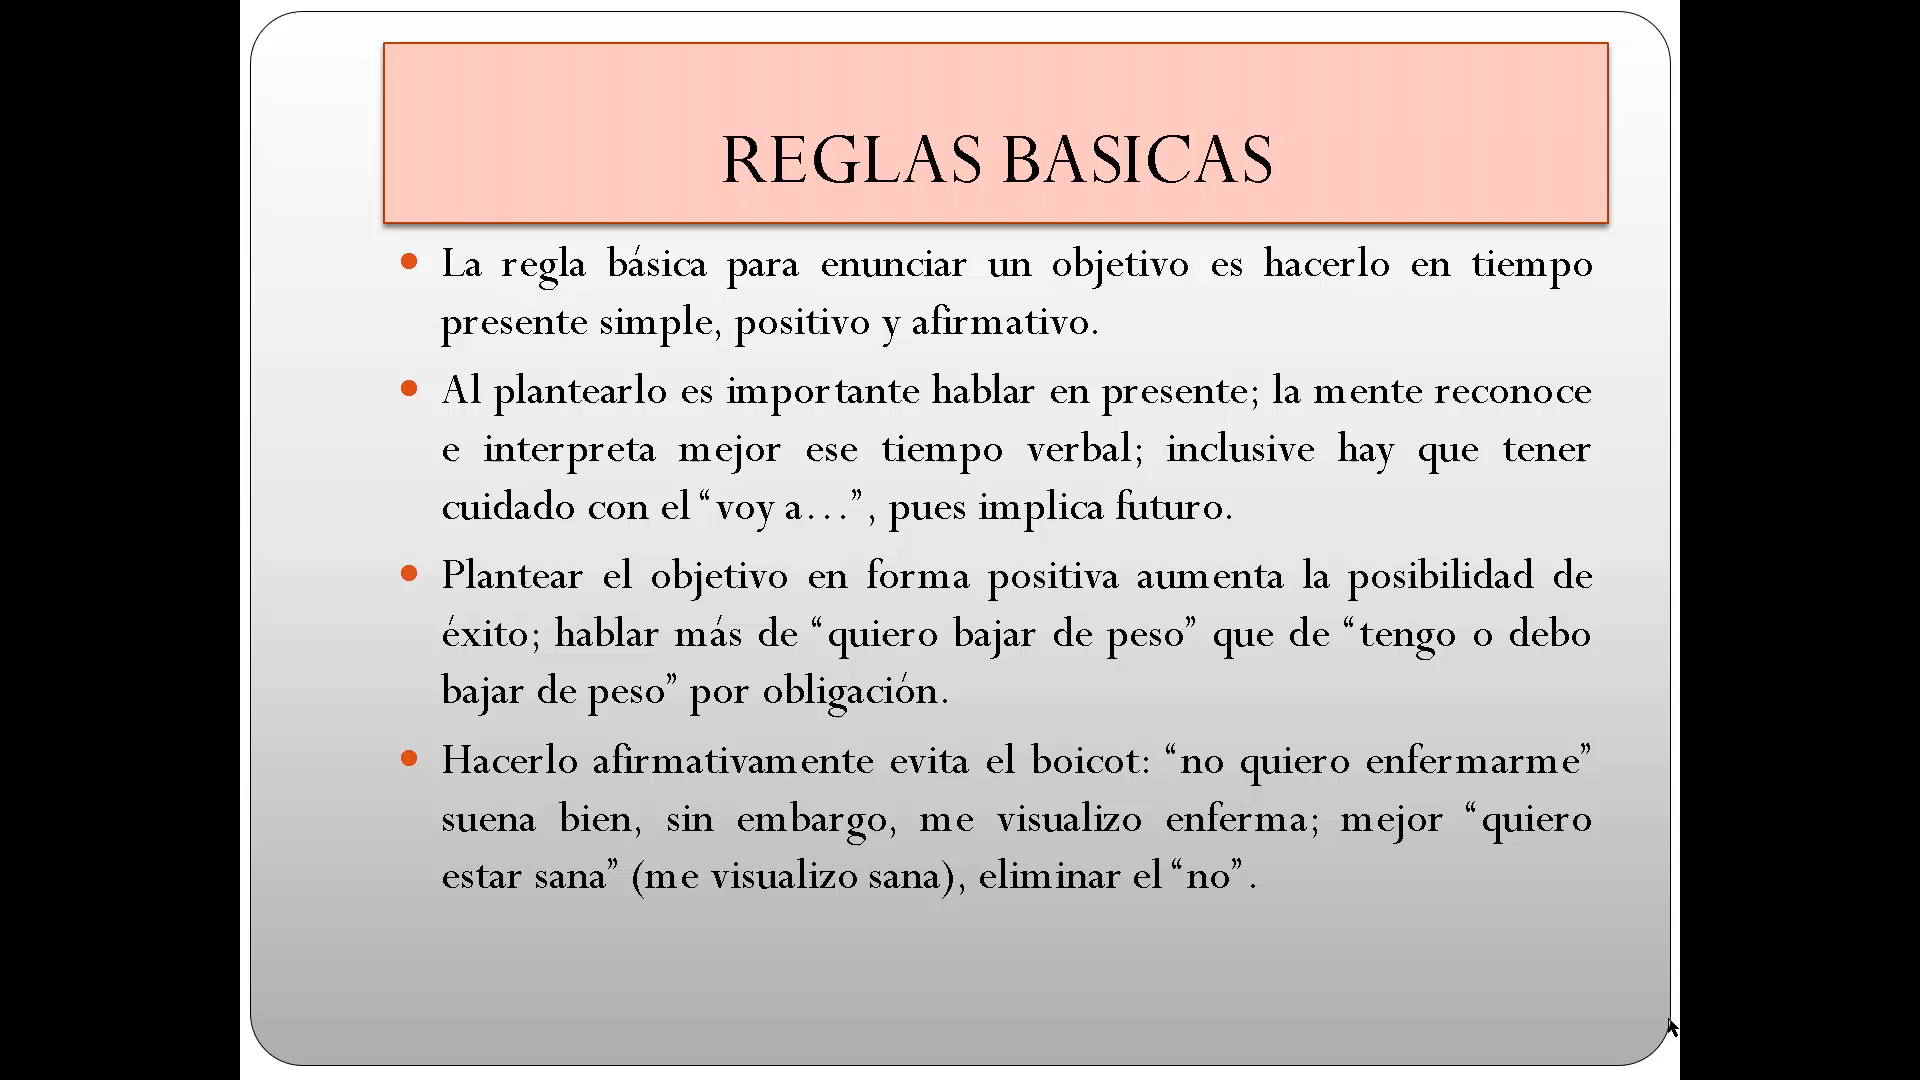 REGLAS BASICAS
• La regla básica para enunciar un objetivo es hacerlo en tiempo
presente simple, positivo y afirmativo.
• Al plantearlo es importante hablar en presente; la mente reconoce
e interpreta mejor ese tiempo verbal; inclusive hay que tener
cuidado con el “voy a…”, pues implica futuro.
• Plantear el objetivo en forma positiva aumenta la posibilidad de
éxito; hablar más de “quiero bajar de peso” que de “tengo o debo
bajar de peso” por obligación.
• Hacerlo afirmativamente evita el boicot: “no quiero enfermarme”
suena bien, sin embargo, me visualizo enferma; mejor “quiero
estar sana” (me visualizo sana), eliminar el “no”.